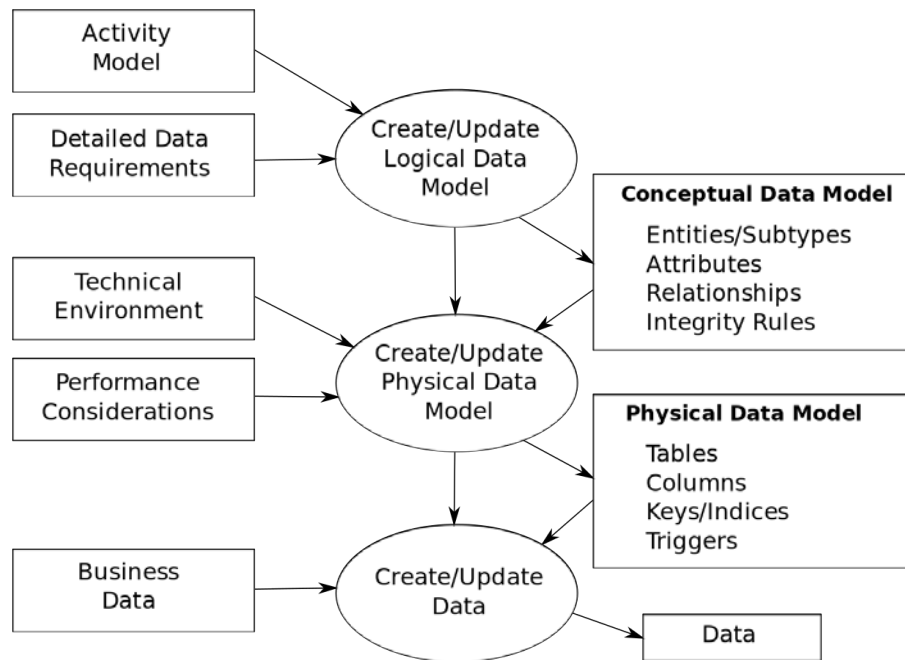 Activity
Model
Detailed Data
Requirements
Create/Update
Logical Data
Model
Conceptual Data Model
Entities/Subtypes
Attributes
Relationships
Integrity Rules
Technical
Environment
Performance
Considerations
Create/Update
Physical Data
Model
Physical Data Model
Tables
Columns
Keys/Indices
Triggers
Business
Data
Create/Update
Data
Data